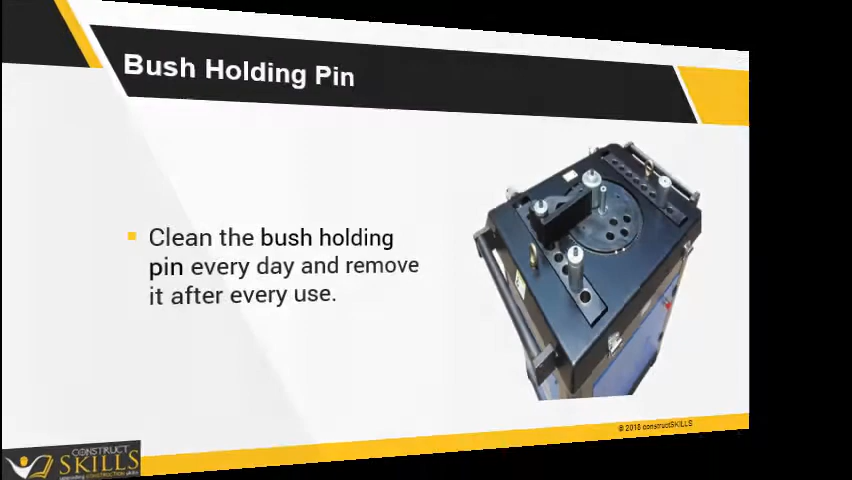 Bush Holding Pin
Clean the bush holding
pin every day and remove
it after every use.
© 2018 constructSKILLS
CONSTRUCT
SKILLS